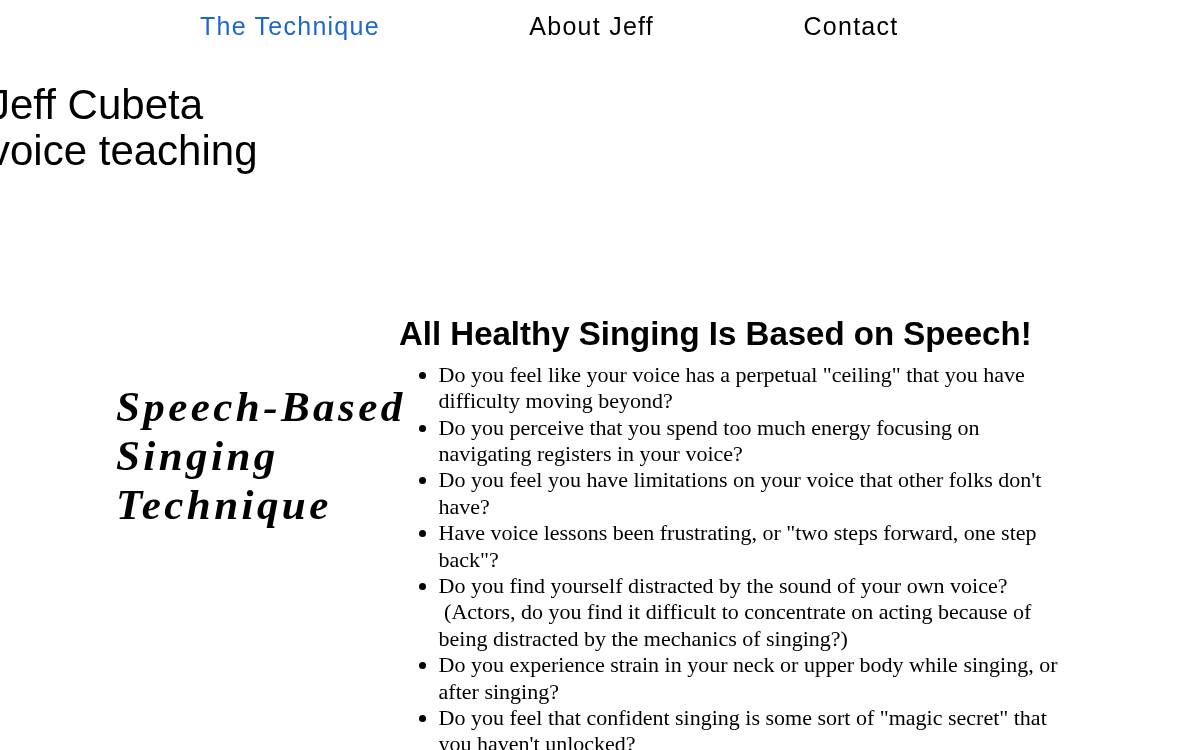 The Technique About Jeff Contact
Jeff Cubeta
voice teaching
Speech-Based
Singing
Technique
All Healthy Singing Is Based on Speech!
Do you feel like your voice has a perpetual "ceiling" that you have
difficulty moving beyond?
Do you perceive that you spend too much energy focusing on
navigating registers in your voice?
Do you feel you have limitations on your voice that other folks don't
have?
Have voice lessons been frustrating, or "two steps forward, one step
back"?
Do you find yourself distracted by the sound of your own voice?
(Actors, do you find it difficult to concentrate on acting because of
being distracted by the mechanics of singing?)
Do you experience strain in your neck or upper body while singing, or
after singing?
Do you feel that confident singing is some sort of "magic secret" that
you haven't unlocked?